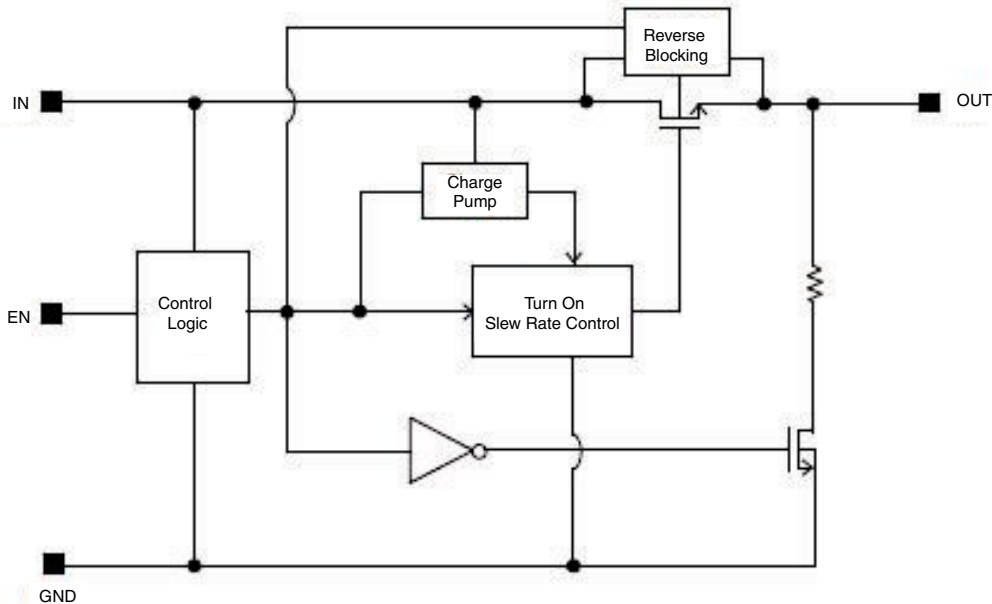 Reverse
Blocking
IN
OUT
Charge
Pump
Control
Logic
Turn On
Slew Rate Control
EN
GND